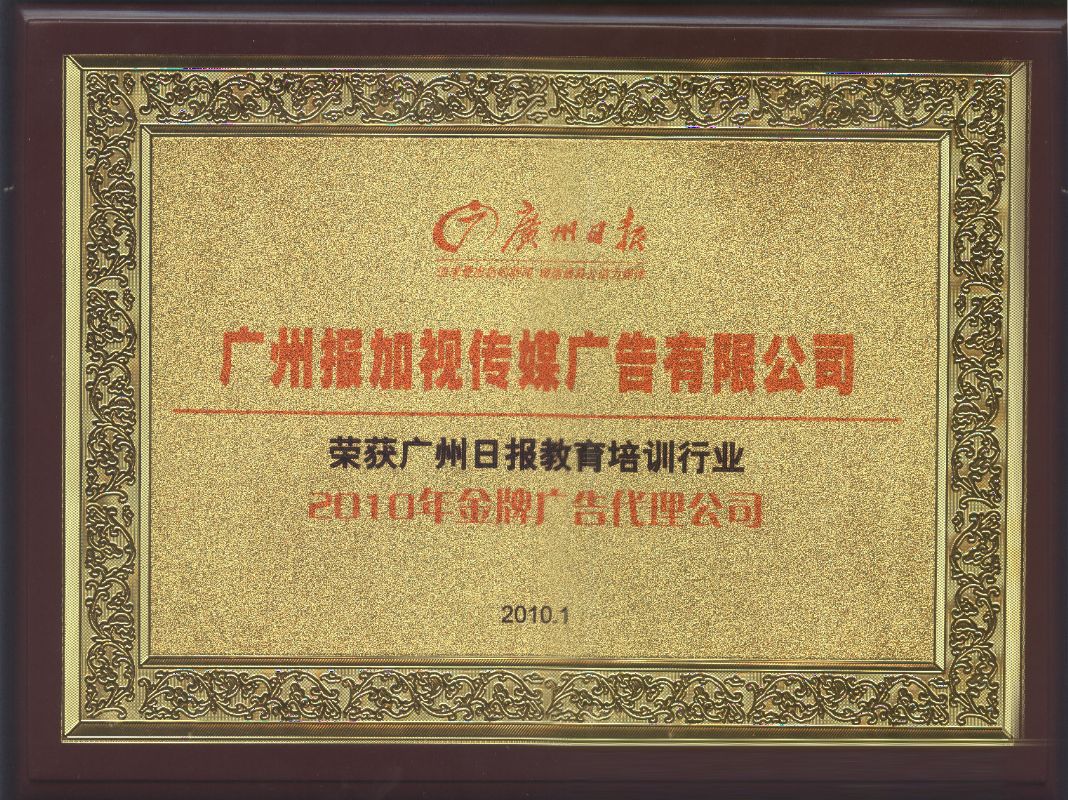 廣州日報
广州报加视传媒广告有限公司
荣获广州日报教育培训行业
2010年金牌广告代理公司
2010.1